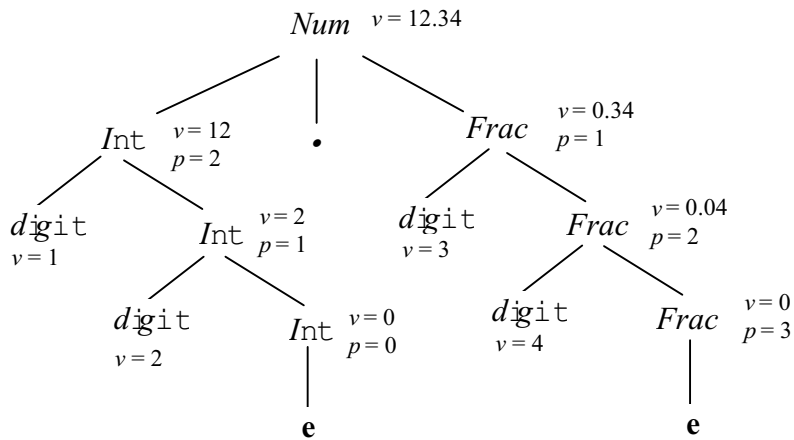 Num v = 12.34
Int v = 12 p = 2
.
Frac v = 0.34 p = 1
digit v = 1
Int v = 2 p = 1
digit v = 3
Frac v = 0.04 p = 2
digit v = 2
Int v = 0 p = 0
digit v = 4
Frac v = 0 p = 3
e
e